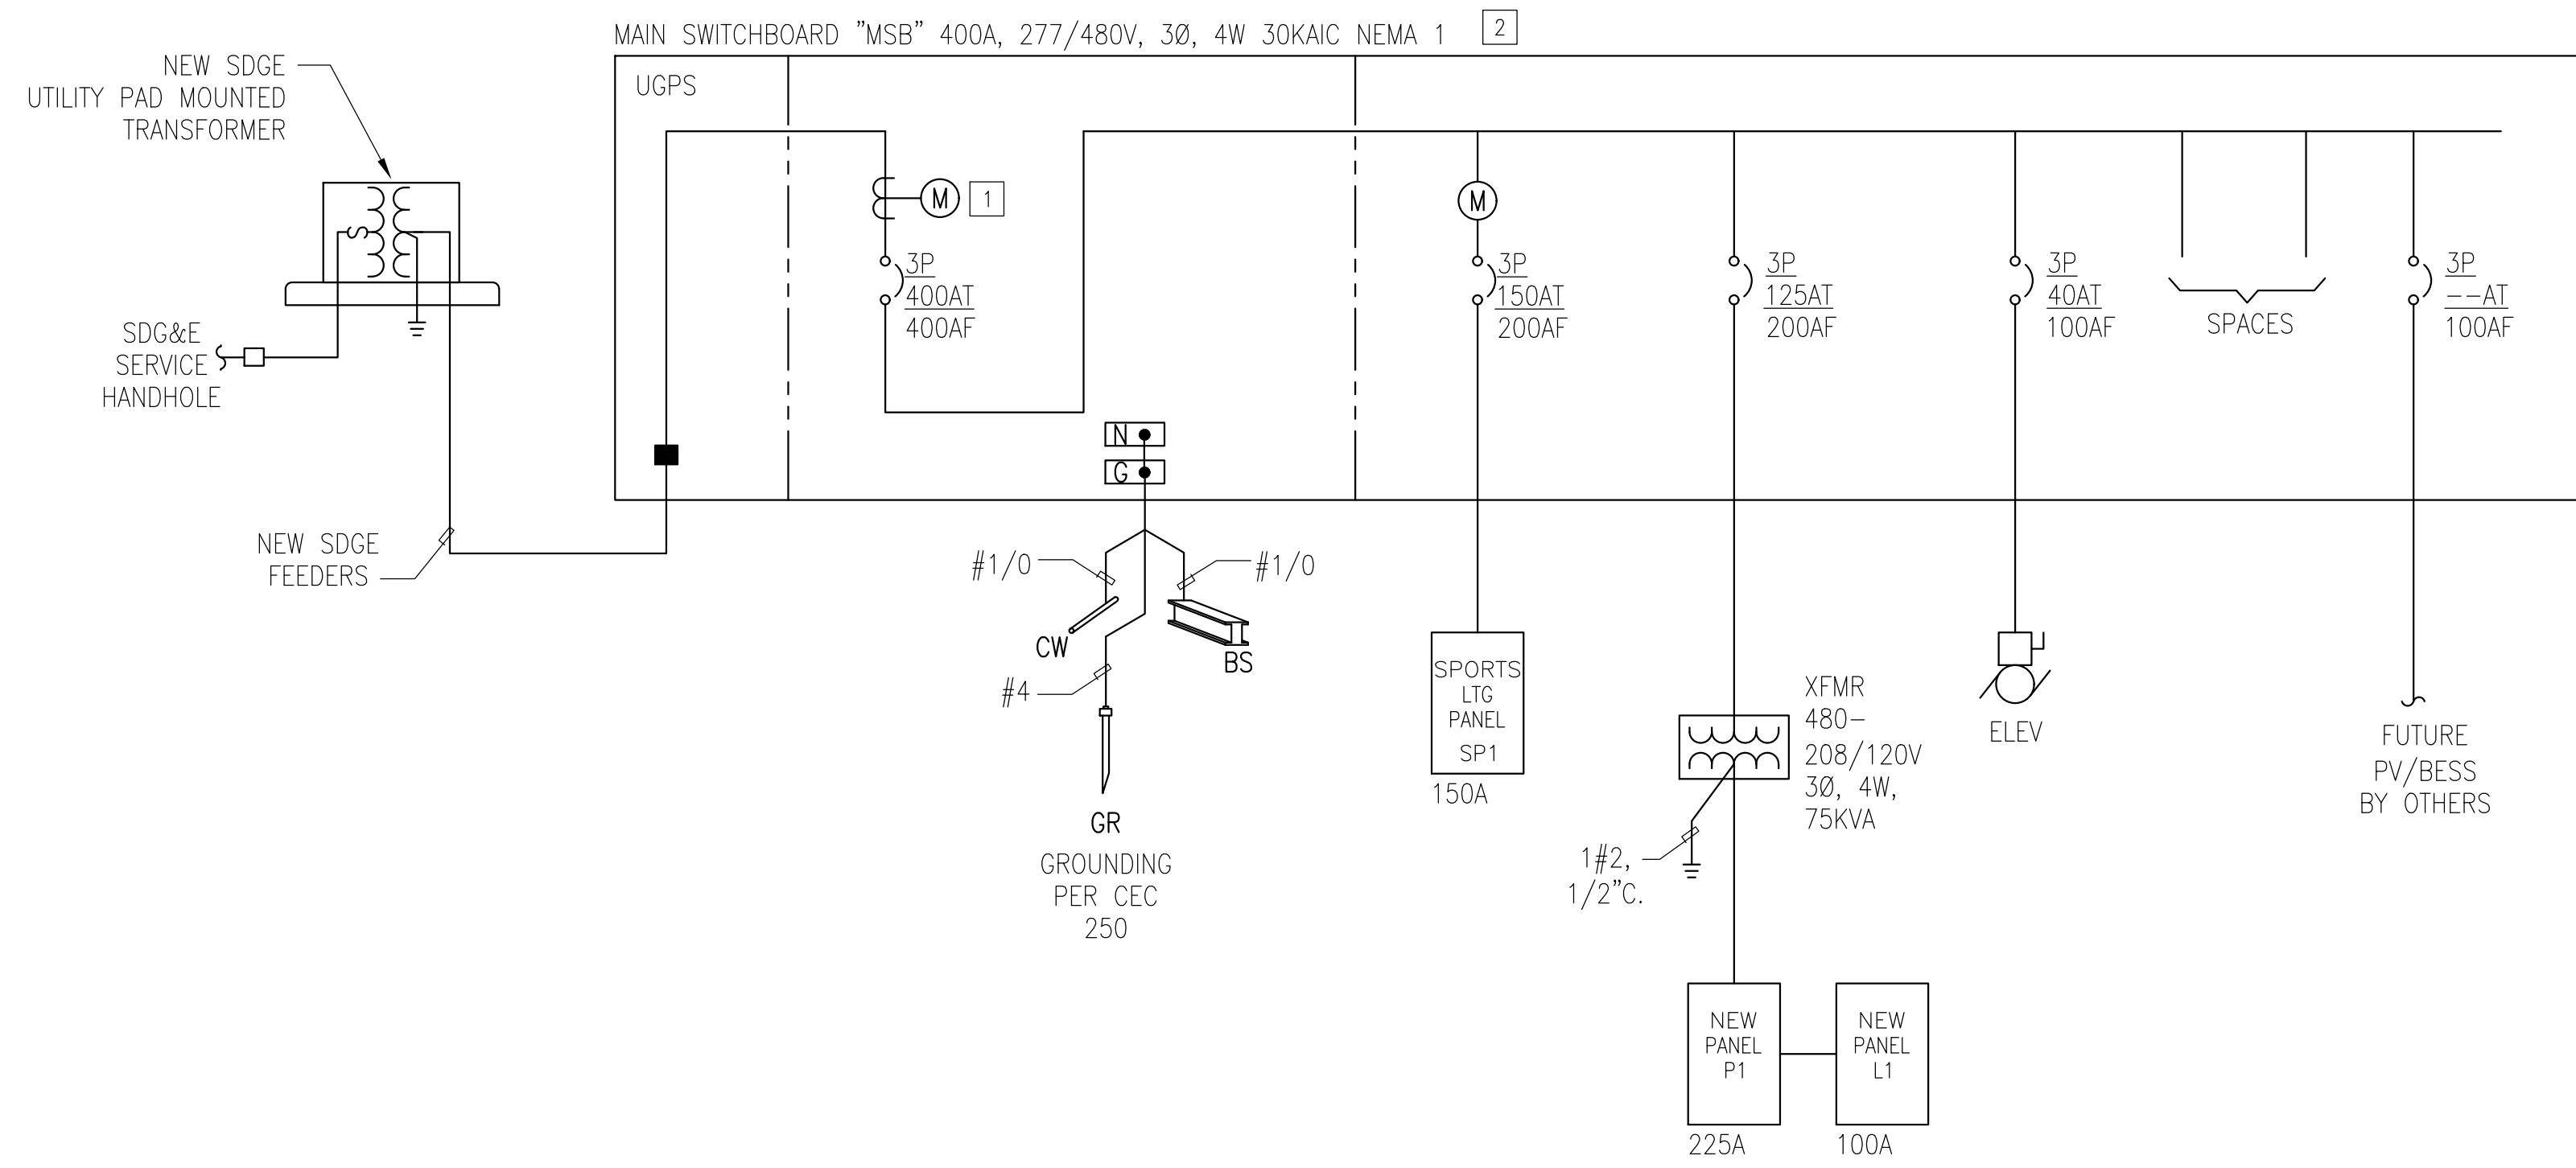 MAIN SWITCHBOARD "MSB" 400A, 277/480V, 3Ø, 4W 30KAIC NEMA 1
2
NEW SDGE
UTILITY PAD MOUNTED
TRANSFORMER
UGPS
M
1
M
3P
400AT
400AF
3P
150AT
200AF
3P
125AT
200AF
3P
40AT
100AF
SPACES
3P
--AT
100AF
SDG&E
SERVICE
HANDHOLE
N
G
NEW SDGE
FEEDERS
#1/0
#1/0
CW
BS
#4
GR
GROUNDING
PER CEC
250
SPORTS
LTG
PANEL
SP1
150A
XFMR
480-
208/120V
3Ø, 4W,
75KVA
1#2,
1/2"C.
ELEV
FUTURE
PV/BESS
BY OTHERS
NEW
PANEL
P1
225A
NEW
PANEL
L1
100A